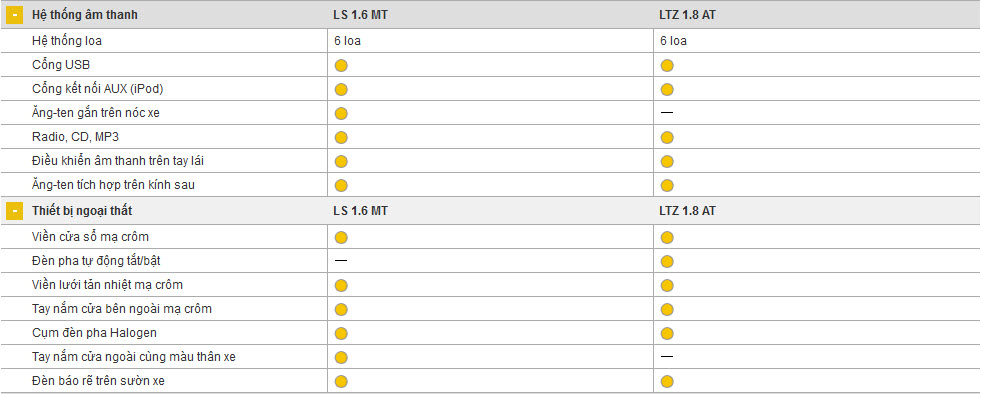 - Hệ thống âm thanh LS 1.6 MT LTZ 1.8 AT
Hệ thống loa 6 loa 6 loa
Cổng USB
Cổng kết nối AUX (iPod)
Ăng-ten gắn trên nóc xe —
Radio, CD, MP3
Điều khiển âm thanh trên tay lái
Ăng-ten tích hợp trên kính sau
- Thiết bị ngoại thất LS 1.6 MT LTZ 1.8 AT
Viền cửa sổ mạ crôm
Đèn pha tự động tắt/bật —
Viền lưới tản nhiệt mạ crôm
Tay nắm cửa bên ngoài mạ crôm
Cụm đèn pha Halogen
Tay nắm cửa ngoài cùng màu thân xe —
Đèn báo rẽ trên sườn xe